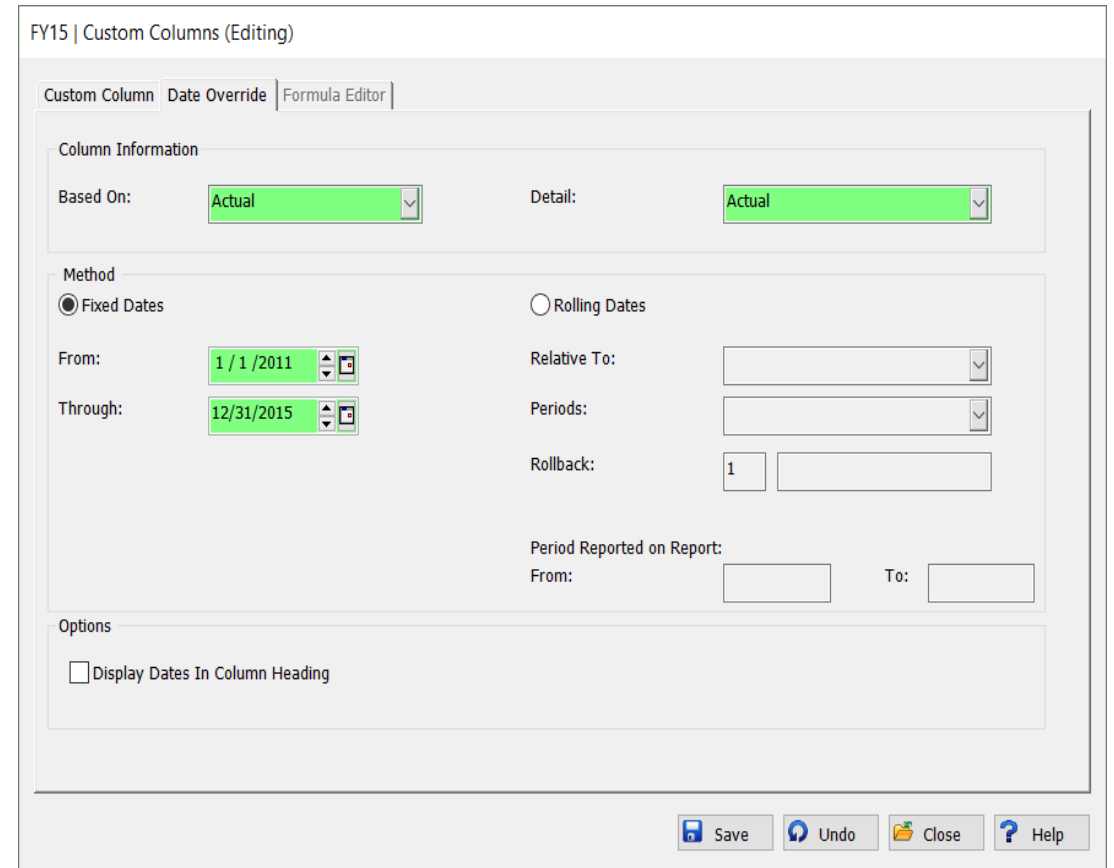 FY15 | Custom Columns (Editing)
Custom Column Date Override Formula Editor
Column Information
Based On: Actual Detail: Actual
Method
Fixed Dates Rolling Dates
From: 1 / 1 /2011 Relative To:
Through: 12/31/2015 Periods:
Rollback: 1
Period Reported on Report:
From: To:
Options
Display Dates In Column Heading
Save Undo Close Help